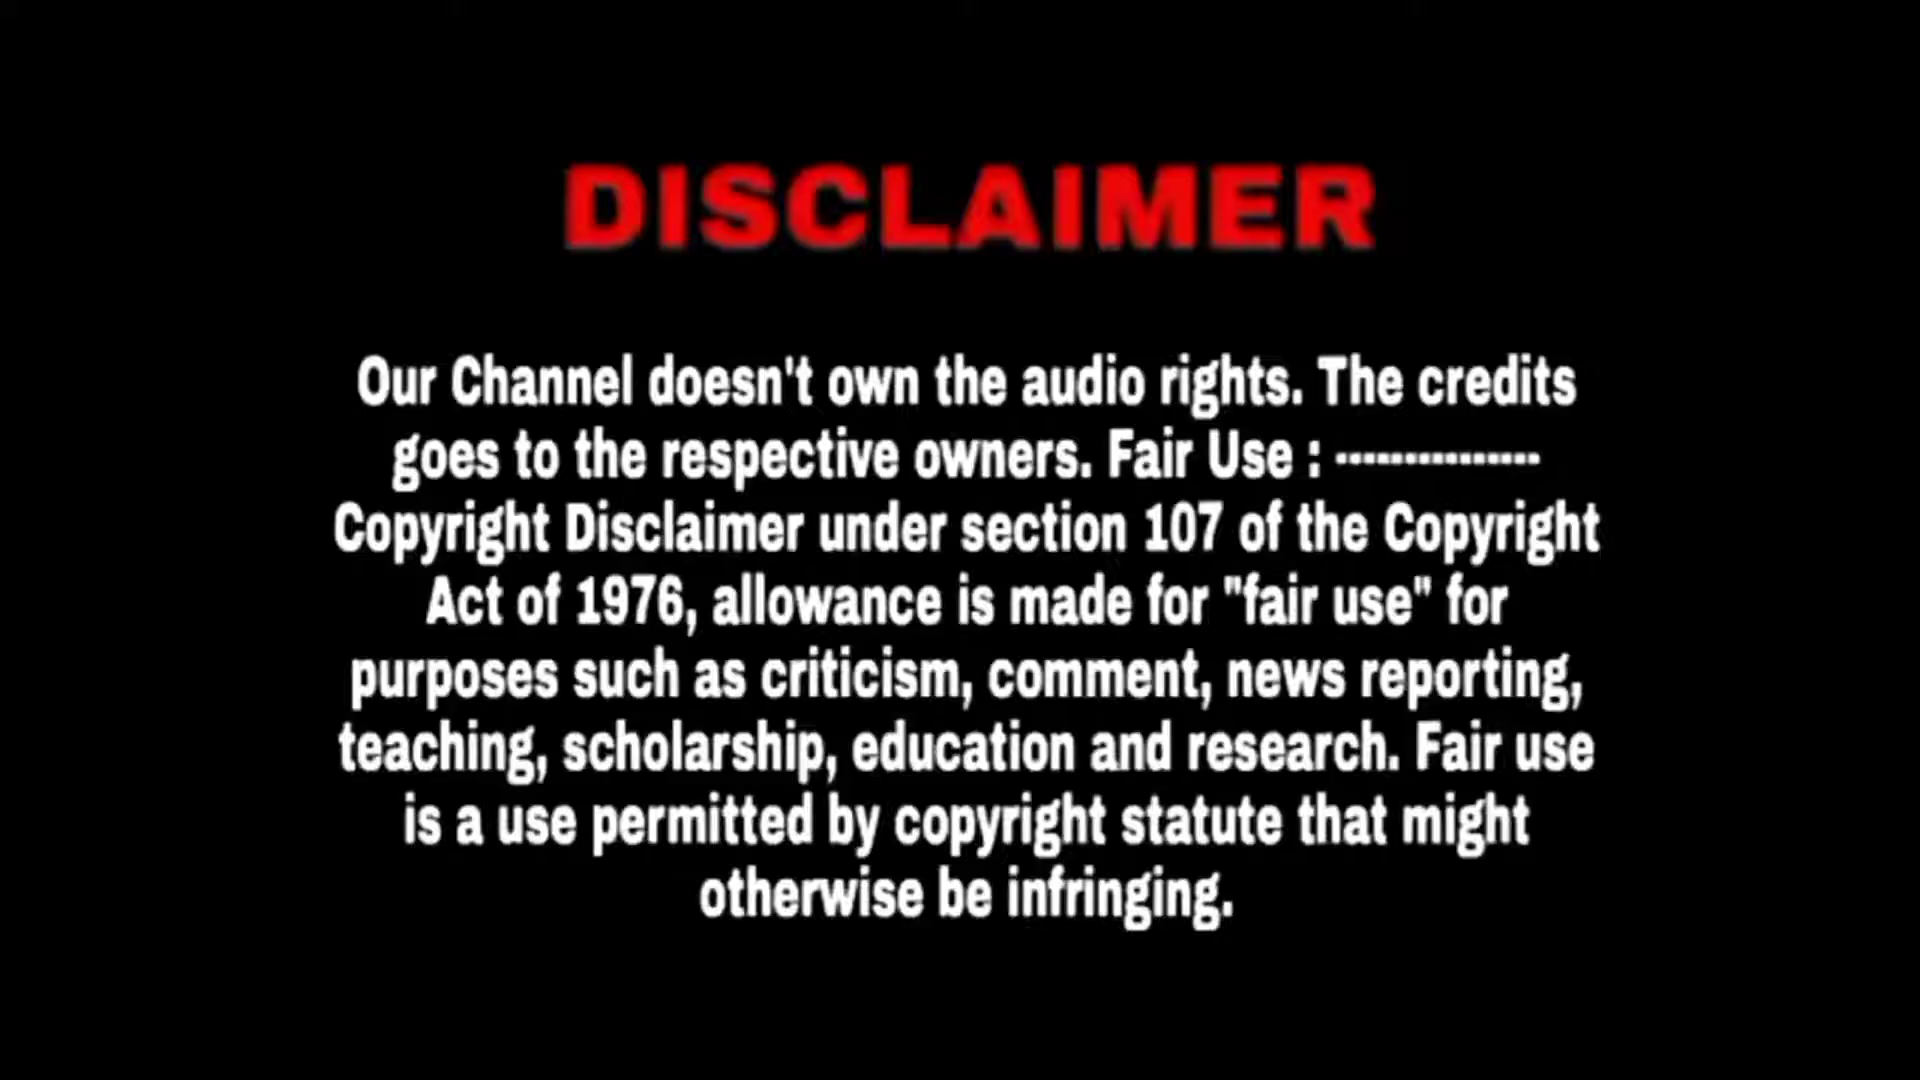 DISCLAIMER
Our Channel doesn't own the audio rights. The credits
goes to the respective owners. Fair Use : ---------------
Copyright Disclaimer under section 107 of the Copyright
Act of 1976, allowance is made for "fair use" for
purposes such as criticism, comment, news reporting,
teaching, scholarship, education and research. Fair use
is a use permitted by copyright statute that might
otherwise be infringing.